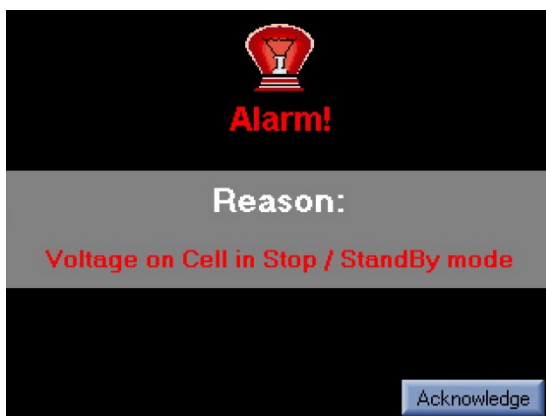 Alarm!
Reason:
Voltage on Cell in Stop / StandBy mode
Acknowledge